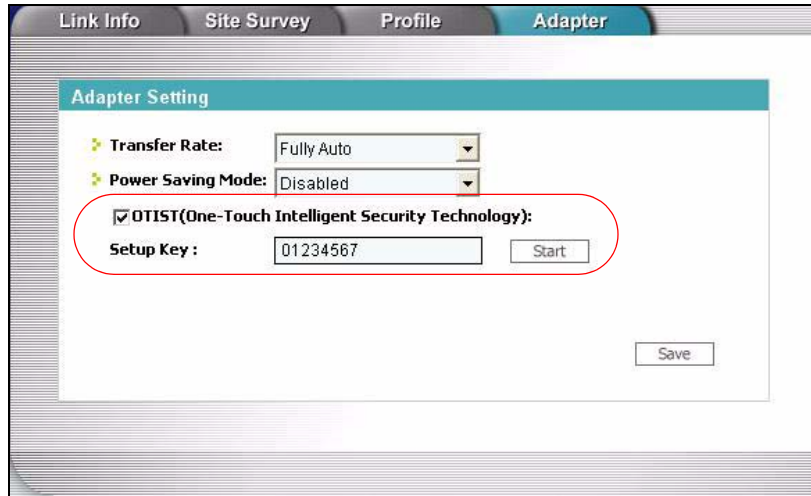 Link Info Site Survey Profile Adapter
Adapter Setting
Transfer Rate: Fully Auto
Power Saving Mode: Disabled
OTIST(One-Touch Intelligent Security Technology):
Setup Key : 01234567 Start
Save